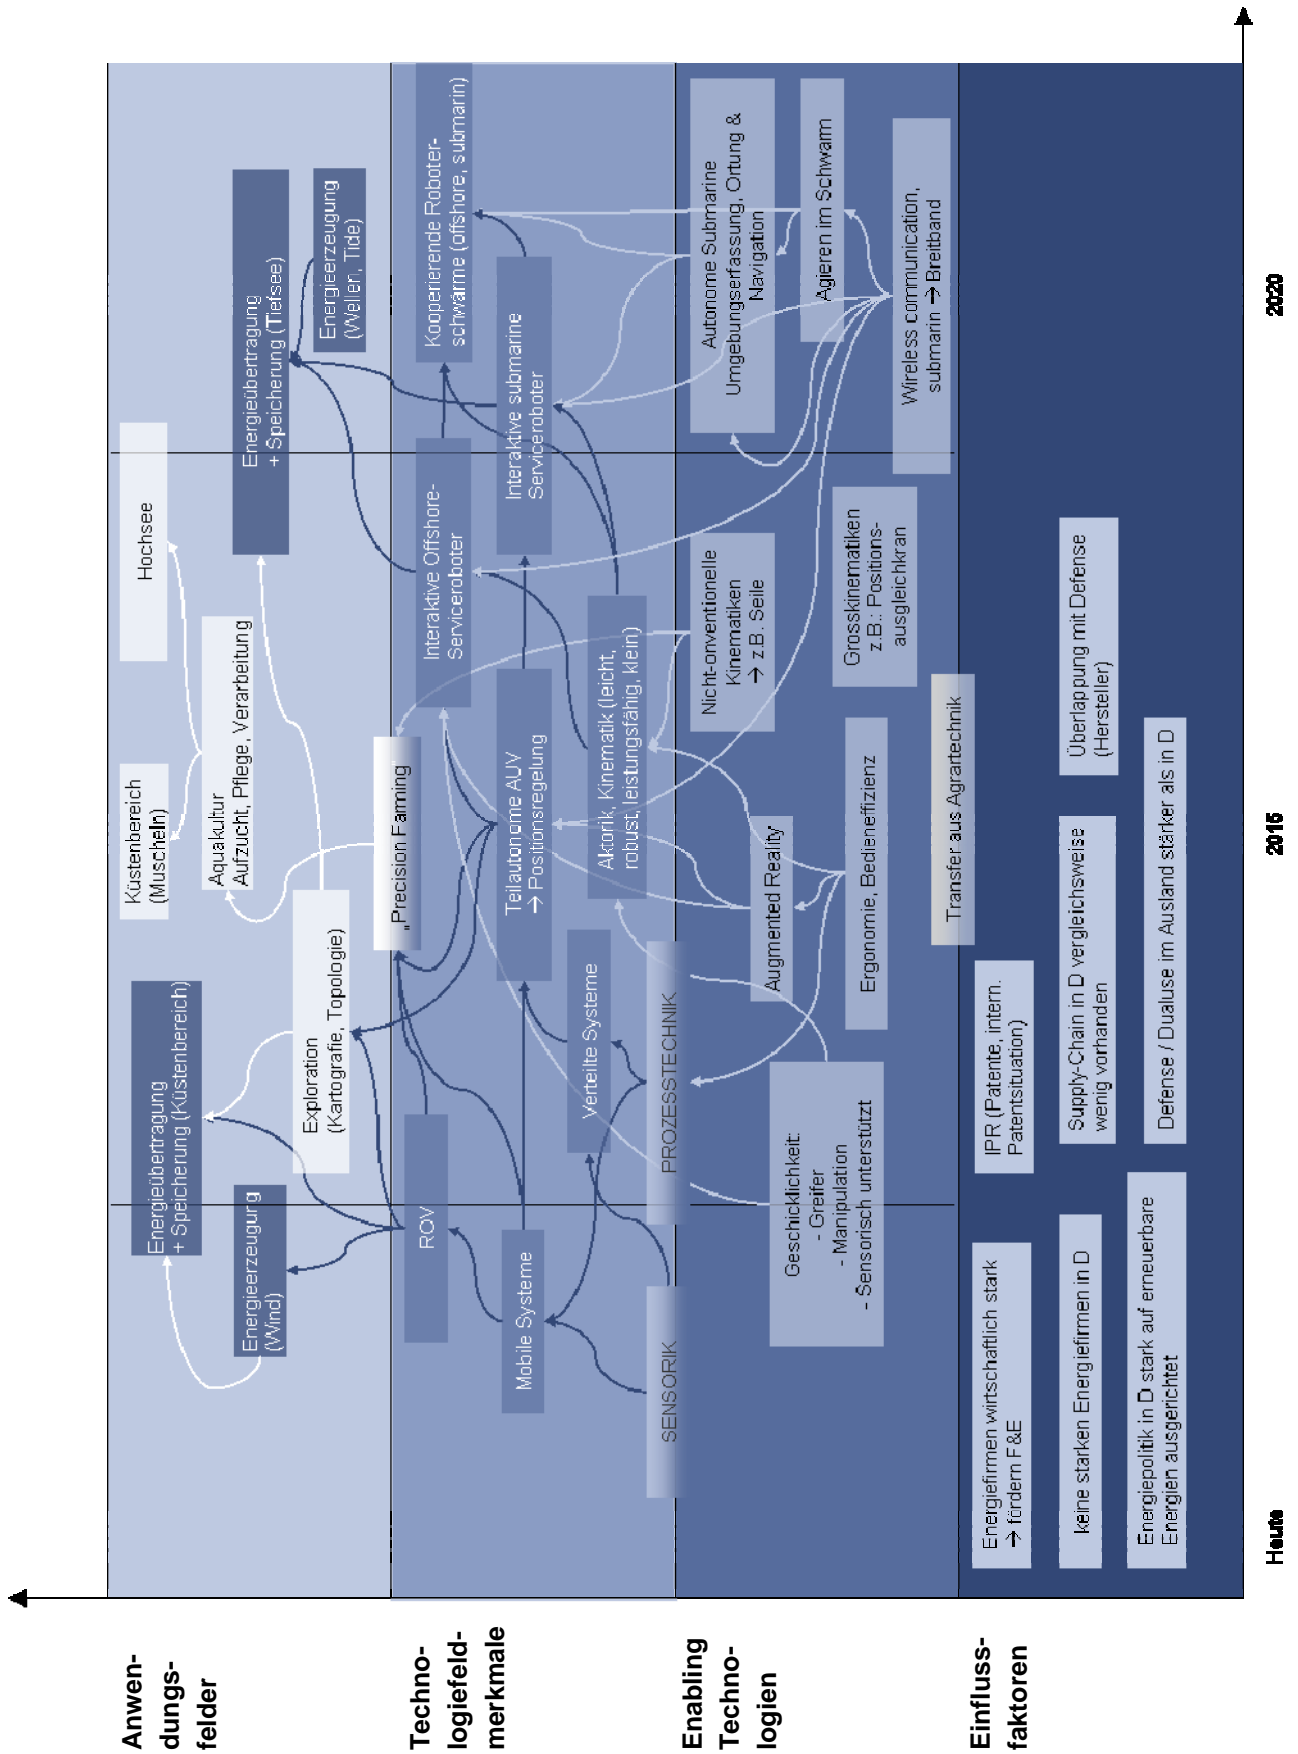 Anwen-
dungs-
felder
Energieübertragung
+ Speicherung (Küstenbereich)
Energieerzeugung
(Wind)
Exploration
(Kartografie, Topologie)
Küstenbereich
(Muscheln)
Aquakultur
Aufzucht, Pflege, Verarbeitung
Hochsee
Energieübertragung
+ Speicherung (Tiefsee)
Energieerzeugung
(Wellen, Tide)
„Precision Farming
Techno-
logiefeld-
merkmale
ROV
Mobile Systeme
SENSORIK
Verteilte Systeme
PROZESSTECHNIK
Teilautonome AUV
→ Positionsregelung
Aktorik, Kinematik (leicht,
robust, leistungsfähig, klein)
Interaktive Offshore-
Serviceroboter
Interaktive submarine
Serviceroboter
Kooperierende Roboter-
schwärme (offshore, submarin)
Enabling
Techno-
logien
Geschicklichkeit:
- Greifer
- Manipulation
- Sensorisch unterstützt
Augmented Reality
Ergonomie, Bedieneffizienz
Nicht-onventionelle
Kinematiken
→ z.B. Seile
Grosskinematiken
z.B.: Positions-
ausgleichkran
Autonome Submarine
Umgebungserfassung, Ortung &
Navigation
Agieren im Schwarm
Wireless communication,
submarin → Breitband
Transfer aus Agrartechnik
Einfluss-
faktoren
Energiefirmen wirtschaftlich stark
→ fördern F&E
keine starken Energiefirmen in D
Energiepolitik in D stark auf erneuerbare
Energien ausgerichtet
IPR (Patente, intern.
Patentsituation)
Supply-Chain in D vergleichsweise
wenig vorhanden
Defense / Dualuse im Ausland stärker als in D
Überlappung mit Defense
(Hersteller)
Heute
2015
2020